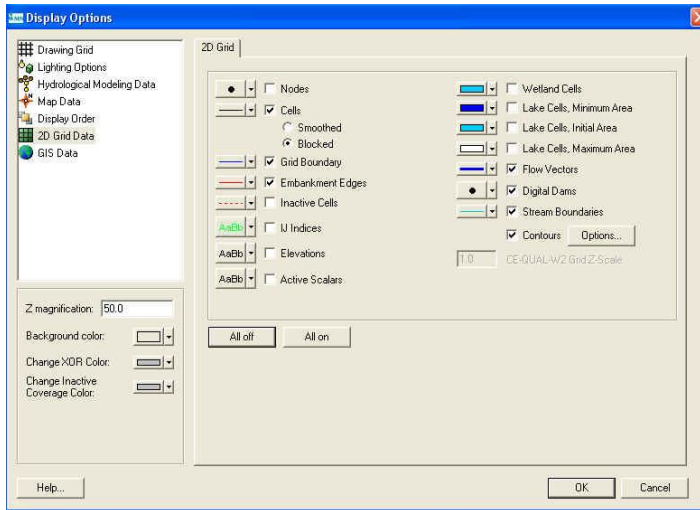 Display Options
Drawing Grid
Lighting Options
Hydrological Modeling Data
Map Data
Display Order
2D Grid Data
GIS Data
Z magnification: 50.0
Background color:
Change XOR Color:
Change Inactive
Coverage Color:
2D Grid
Nodes
Cells
Smoothed
Blocked
Grid Boundary
Embankment Edges
Inactive Cells
AaBb IJ Indices
AaBb Elevations
AaBb Active Scalars
Wetland Cells
Lake Cells, Minimum Area
Lake Cells, Initial Area
Lake Cells, Maximum Area
Flow Vectors
Digital Dams
Stream Boundaries
Contours Options...
1.0 CE-QUAL-W2 Grid Z-Scale
All off All on
Help... OK Cancel